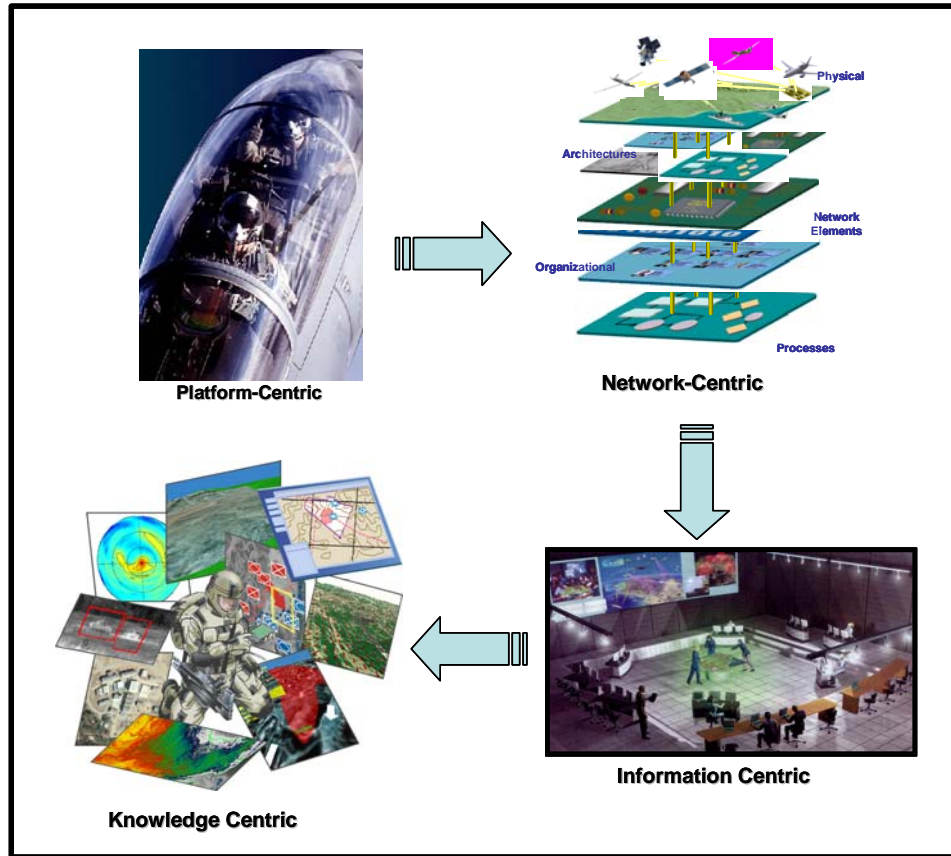 Physical
Architectures
Network
Elements
Organizational
Processes
Platform-Centric
Network-Centric
Information Centric
Knowledge Centric